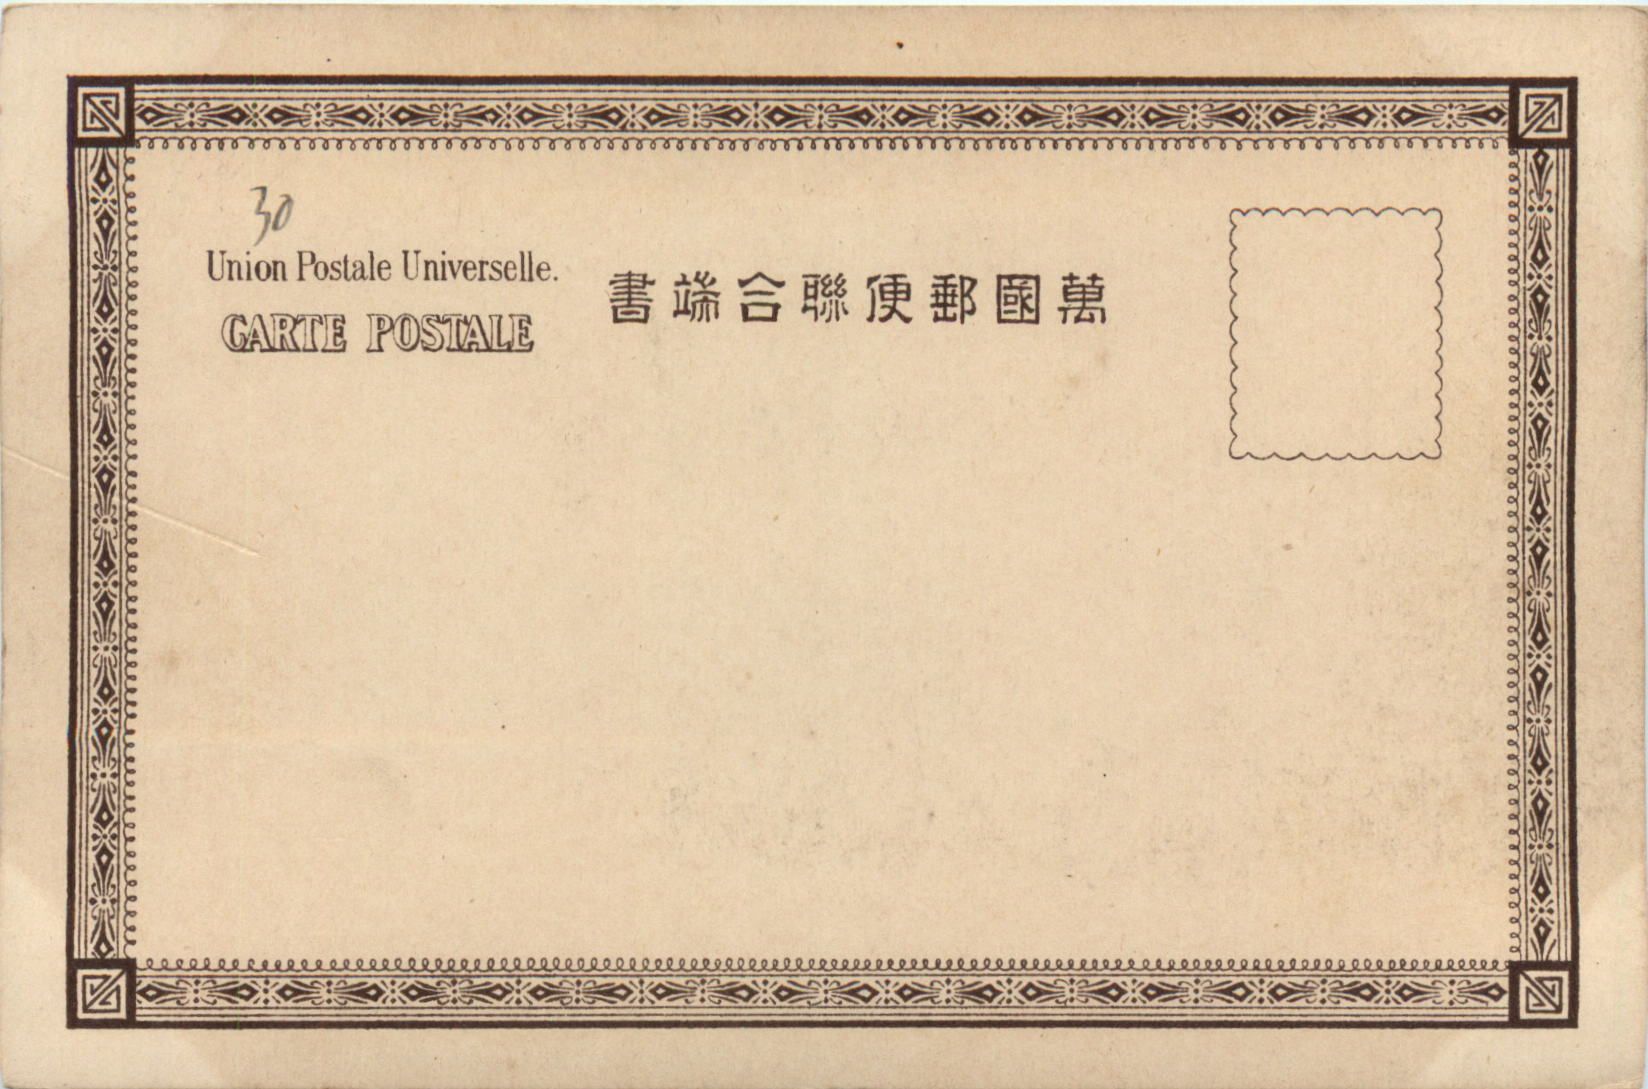 30
Union Postale Universelle.
CARTE POSTALE
萬國郵便聯合端書